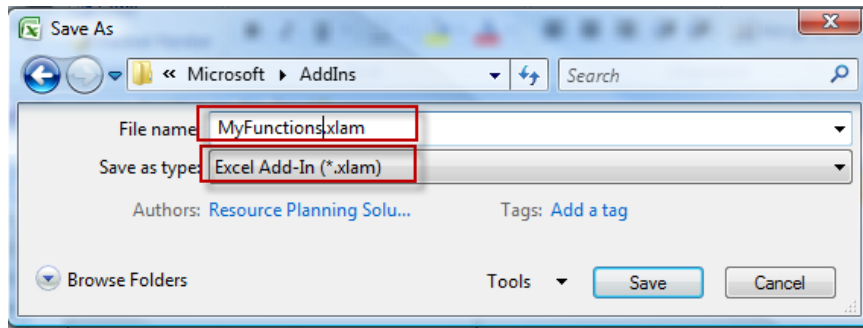 Save As
« Microsoft ▸ AddIns Search
File name: MyFunctions.xlam
Save as type: Excel Add-In (*.xlam)
Authors: Resource Planning Solu... Tags: Add a tag
Browse Folders Tools Save Cancel